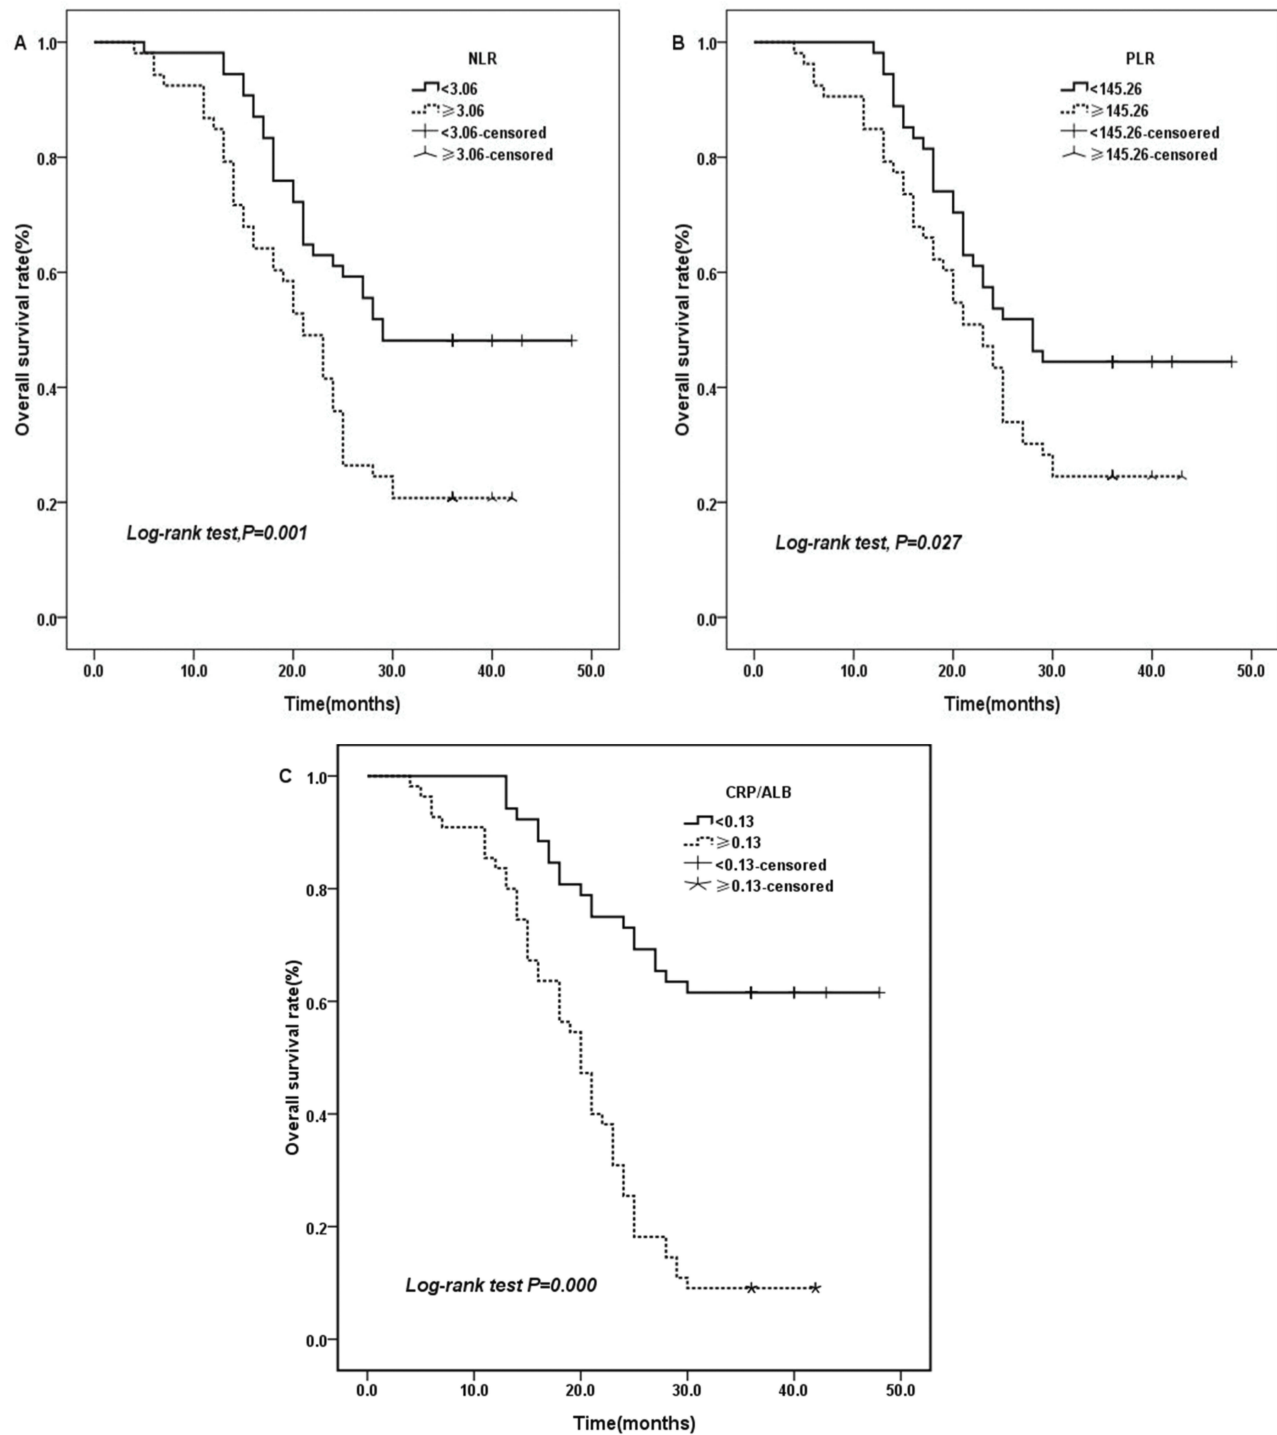 A
NLR
<3.06
⩾3.06
<3.06-censored
⩾3.06-censored
1.0
0.8
0.6
0.4
0.2
0.0
Overall survival rate(%)
Log-rank test,P=0.001
0.0 10.0 20.0 30.0 40.0 50.0
Time(months)
B
PLR
<145.26
⩾145.26
<145.26-censoered
⩾145.26-censored
1.0
0.8
0.6
0.4
0.2
0.0
Overall survival rate(%)
Log-rank test, P=0.027
0.0 10.0 20.0 30.0 40.0 50.0
Time(months)
C
CRP/ALB
<0.13
⩾0.13
<0.13-censored
⩾0.13-censored
1.0
0.8
0.6
0.4
0.2
0.0
Overall survival rate(%)
Log-rank test P=0.000
0.0 10.0 20.0 30.0 40.0 50.0
Time(months)